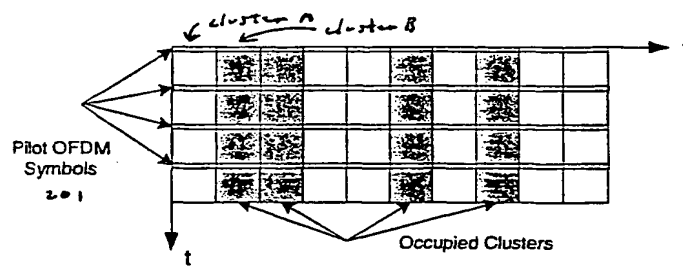 cluster A
cluster B
Pilot OFDM
Symbols
201
Occupied Clusters
t